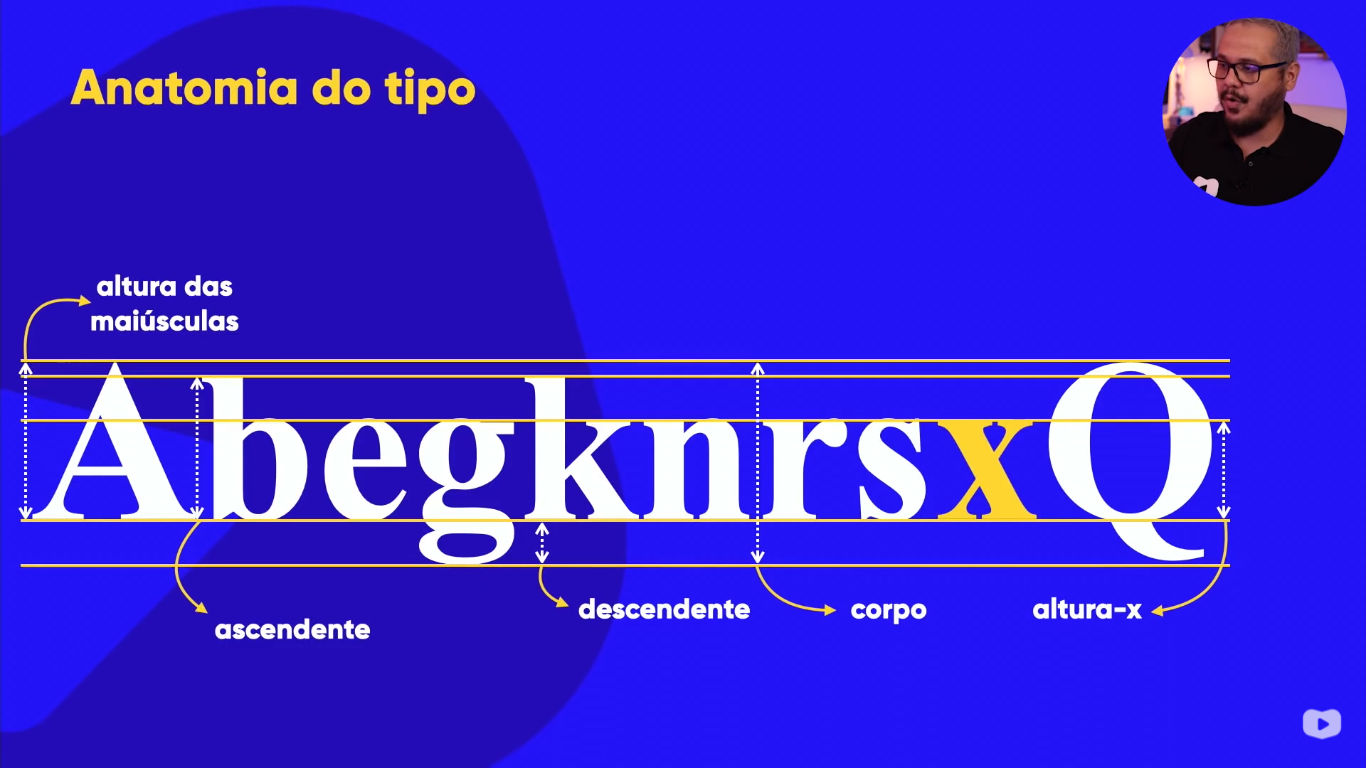 Anatomia do tipo
altura das
maiúsculas
AbegknrsxQ
ascendente
descendente
corpo
altura-x